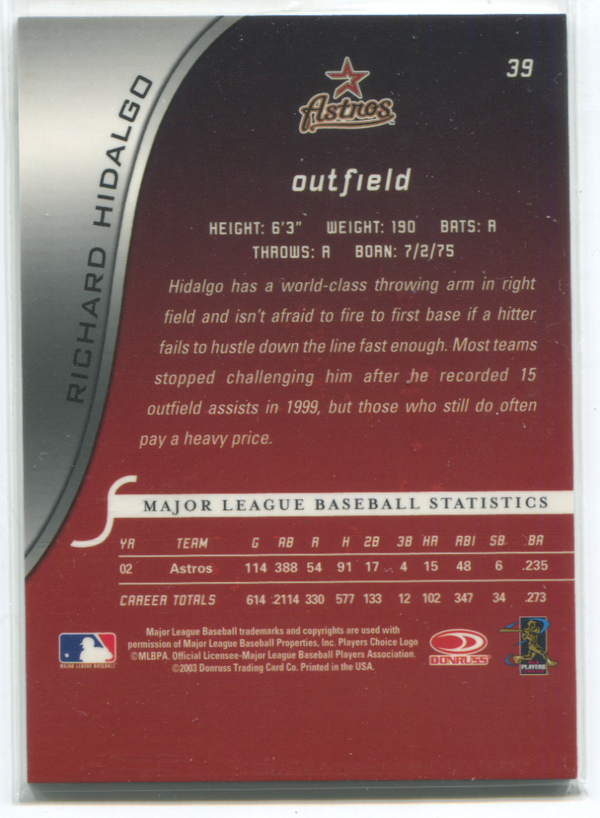 39
Astros
RICHARD HIDALGO
outfield
HEIGHT: 6'3" WEIGHT: 190 BATS: R
THROWS: R BORN: 7/2/75
Hidalgo has a world-class throwing arm in right
field and isn't afraid to fire to first base if a hitter
fails to hustle down the line fast enough. Most teams
stopped challenging him after he recorded 15
outfield assists in 1999, but those who still do often
pay a heavy price.
MAJOR LEAGUE BASEBALL STATISTICS
YR TEAM G AB R H 2B 3B HR RBI SB BA
02 Astros 114 388 54 91 17 4 15 48 6 .235
CAREER TOTALS 614 2114 330 577 133 12 102 347 34 .273
Major League Baseball trademarks and copyrights are used with
permission of Major League Baseball Properties, Inc. Players Choice Logo
©MLBPA. Official Licensee-Major League Baseball Players Association.
©2003 Donruss Trading Card Co. Printed in the USA.
MAJOR LEAGUE BASEBALL
DONRUSS
PLAYERS